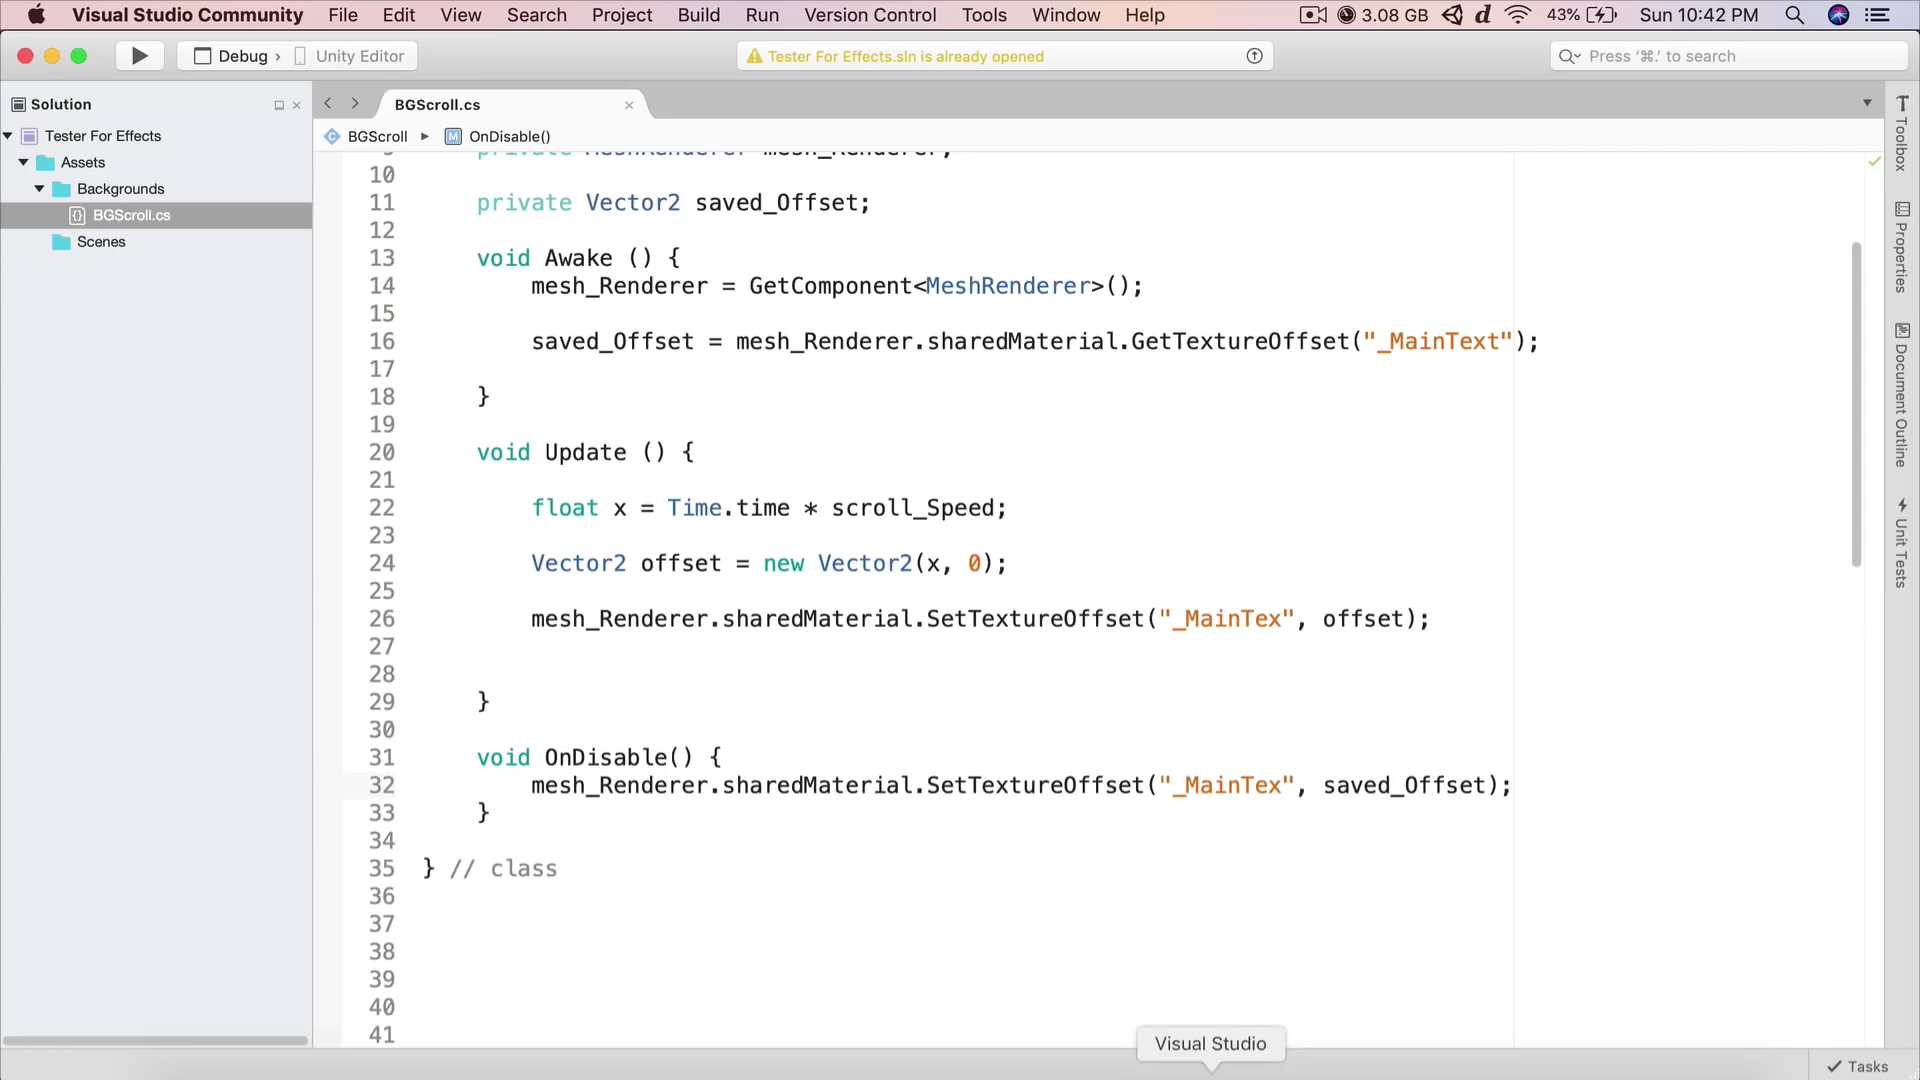 Visual Studio Community File Edit View Search Project Build Run Version Control Tools Window Help 3.08 GB d 43% Sun 10:42 PM
Debug › Unity Editor
Tester For Effects.sln is already opened
Press ‘⌘.’ to search
Solution
Tester For Effects
Assets
Backgrounds
BGScroll.cs
Scenes
BGScroll.cs
BGScroll ▸ M OnDisable()
private MeshRenderer mesh_Renderer;
10
11 private Vector2 saved_Offset;
12
13 void Awake () {
14 mesh_Renderer = GetComponent<MeshRenderer>();
15
16 saved_Offset = mesh_Renderer.sharedMaterial.GetTextureOffset("_MainText");
17
18 }
19
20 void Update () {
21
22 float x = Time.time * scroll_Speed;
23
24 Vector2 offset = new Vector2(x, 0);
25
26 mesh_Renderer.sharedMaterial.SetTextureOffset("_MainTex", offset);
27
28
29 }
30
31 void OnDisable() {
32 mesh_Renderer.sharedMaterial.SetTextureOffset("_MainTex", saved_Offset);
33 }
34
35 } // class
36
37
38
39
40
41
Toolbox
Properties
Document Outline
Unit Tests
Visual Studio
Tasks